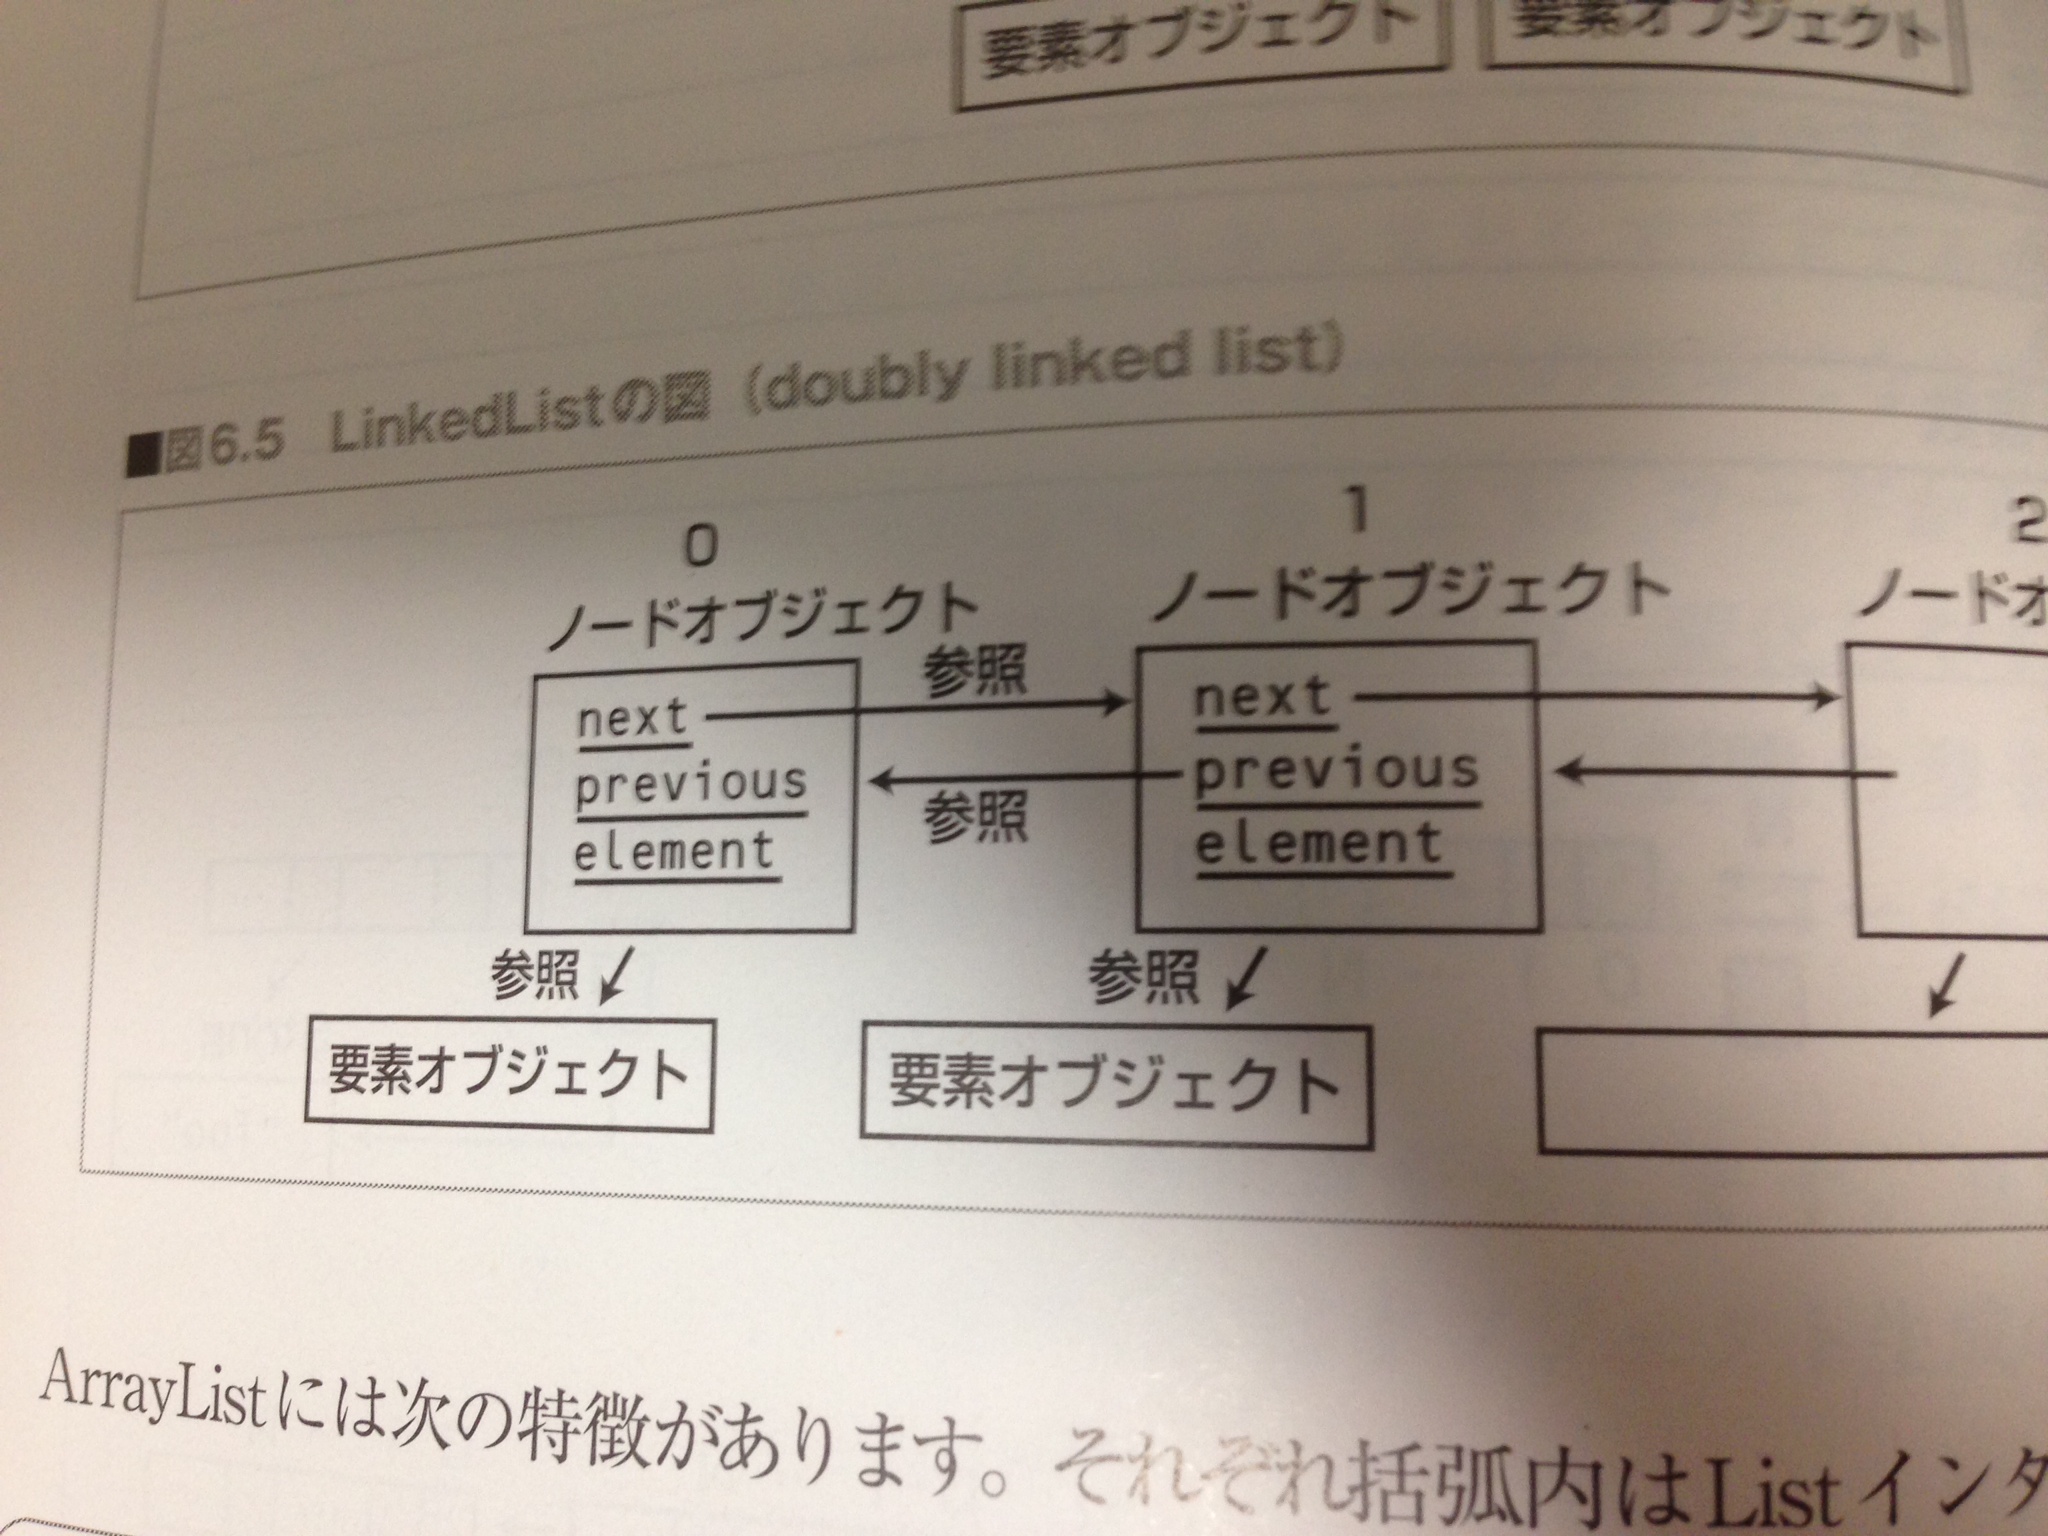 要素オブジェクト 要素オブジェクト
■図6.5 LinkedListの図（doubly linked list）
0 1 2
ノードオブジェクト ノードオブジェクト ノードオ
参照
next next
previous previous
参照
element element
参照 参照
要素オブジェクト 要素オブジェクト
ArrayListには次の特徴があります。それぞれ括弧内はListインタ